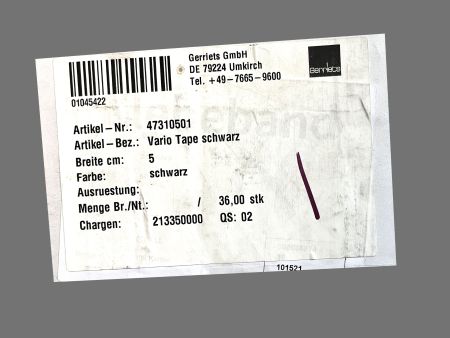 Gerriets GmbH
DE 79224 Umkirch
Tel. +49-7665-9600
Gerriets
01045422
Artikel-Nr.: 47310501
Artikel-Bez.: Vario Tape schwarz
Breite cm: 5
Farbe: schwarz
Ausruestung:
Menge Br./Nt.: / 36,00 stk
Chargen: 213350000 QS: 02
101521